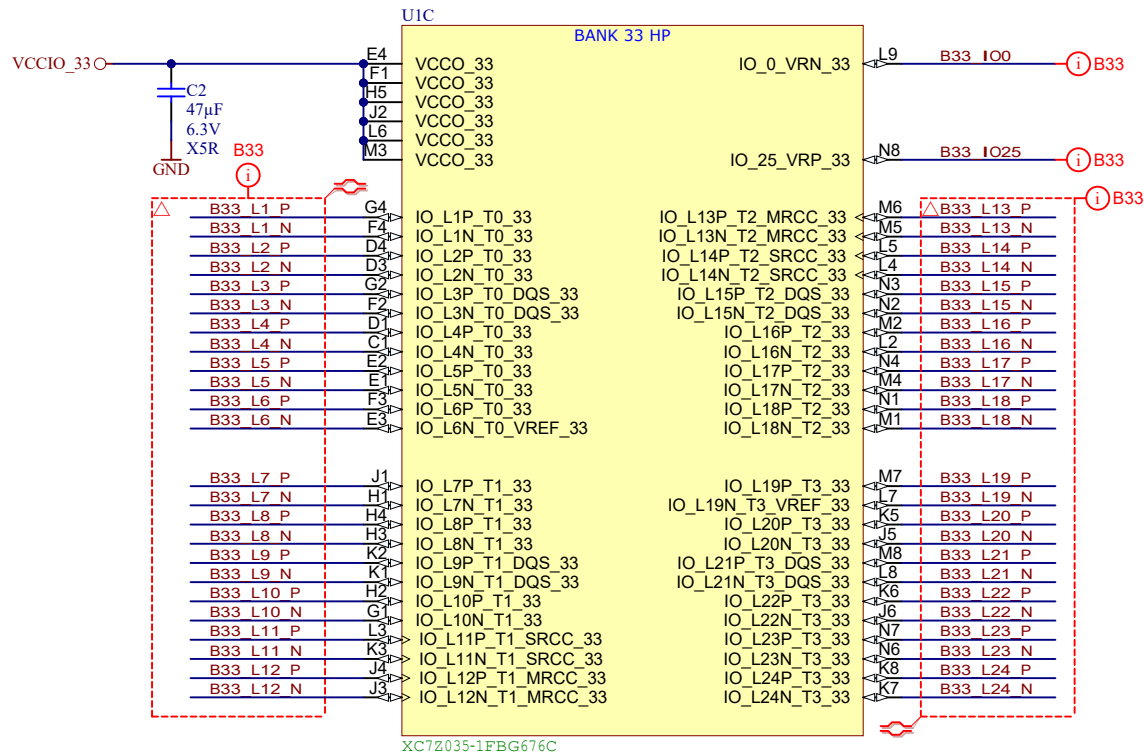 U1C
BANK 33 HP
VCCIO_33 E4 VCCO_33 IO_0_VRN_33 L9 B33_IO0 i B33
F1 VCCO_33
C2 H5 VCCO_33
47µF J2 VCCO_33
6.3V L6 VCCO_33
X5R M3 VCCO_33 IO_25_VRP_33 N8 B33_IO25 i B33
GND
B33 i
i B33
B33_L1_P G4 IO_L1P_T0_33 IO_L13P_T2_MRCC_33 M6 B33_L13_P
B33_L1_N F4 IO_L1N_T0_33 IO_L13N_T2_MRCC_33 M5 B33_L13_N
B33_L2_P D4 IO_L2P_T0_33 IO_L14P_T2_SRCC_33 L5 B33_L14_P
B33_L2_N D3 IO_L2N_T0_33 IO_L14N_T2_SRCC_33 L4 B33_L14_N
B33_L3_P G2 IO_L3P_T0_DQS_33 IO_L15P_T2_DQS_33 N3 B33_L15_P
B33_L3_N F2 IO_L3N_T0_DQS_33 IO_L15N_T2_DQS_33 N2 B33_L15_N
B33_L4_P D1 IO_L4P_T0_33 IO_L16P_T2_33 M2 B33_L16_P
B33_L4_N C1 IO_L4N_T0_33 IO_L16N_T2_33 L2 B33_L16_N
B33_L5_P E2 IO_L5P_T0_33 IO_L17P_T2_33 N4 B33_L17_P
B33_L5_N E1 IO_L5N_T0_33 IO_L17N_T2_33 M4 B33_L17_N
B33_L6_P F3 IO_L6P_T0_33 IO_L18P_T2_33 N1 B33_L18_P
B33_L6_N E3 IO_L6N_T0_VREF_33 IO_L18N_T2_33 M1 B33_L18_N
B33_L7_P J1 IO_L7P_T1_33 IO_L19P_T3_33 M7 B33_L19_P
B33_L7_N H1 IO_L7N_T1_33 IO_L19N_T3_VREF_33 L7 B33_L19_N
B33_L8_P H4 IO_L8P_T1_33 IO_L20P_T3_33 K5 B33_L20_P
B33_L8_N H3 IO_L8N_T1_33 IO_L20N_T3_33 J5 B33_L20_N
B33_L9_P K2 IO_L9P_T1_DQS_33 IO_L21P_T3_DQS_33 M8 B33_L21_P
B33_L9_N K1 IO_L9N_T1_DQS_33 IO_L21N_T3_DQS_33 L8 B33_L21_N
B33_L10_P H2 IO_L10P_T1_33 IO_L22P_T3_33 K6 B33_L22_P
B33_L10_N G1 IO_L10N_T1_33 IO_L22N_T3_33 J6 B33_L22_N
B33_L11_P L3 IO_L11P_T1_SRCC_33 IO_L23P_T3_33 N7 B33_L23_P
B33_L11_N K3 IO_L11N_T1_SRCC_33 IO_L23N_T3_33 N6 B33_L23_N
B33_L12_P J4 IO_L12P_T1_MRCC_33 IO_L24P_T3_33 K8 B33_L24_P
B33_L12_N J3 IO_L12N_T1_MRCC_33 IO_L24N_T3_33 K7 B33_L24_N
XC7Z035-1FBG676C